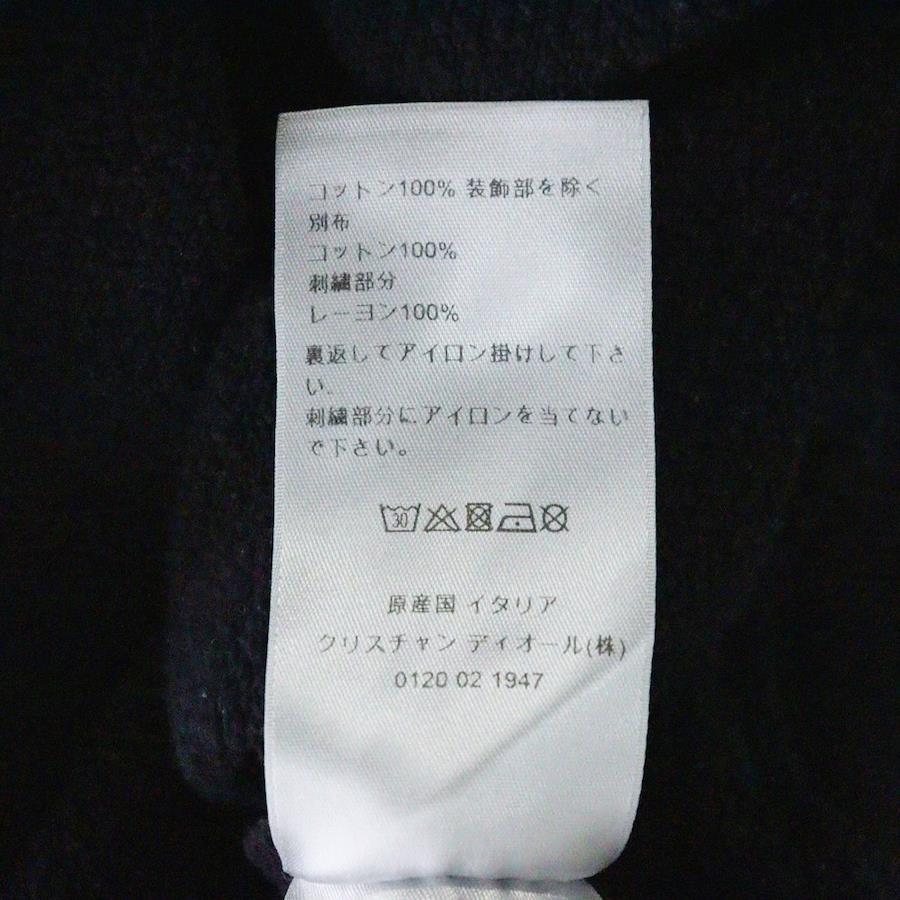 コットン100% 装飾部を除く
別布
コットン100%
刺繍部分
レーヨン100%
裏返してアイロン掛けして下さ
い.
刺繍部分にアイロンを当てない
で下さい。
30
原産国 イタリア
クリスチャン ディオール(株)
0120 02 1947